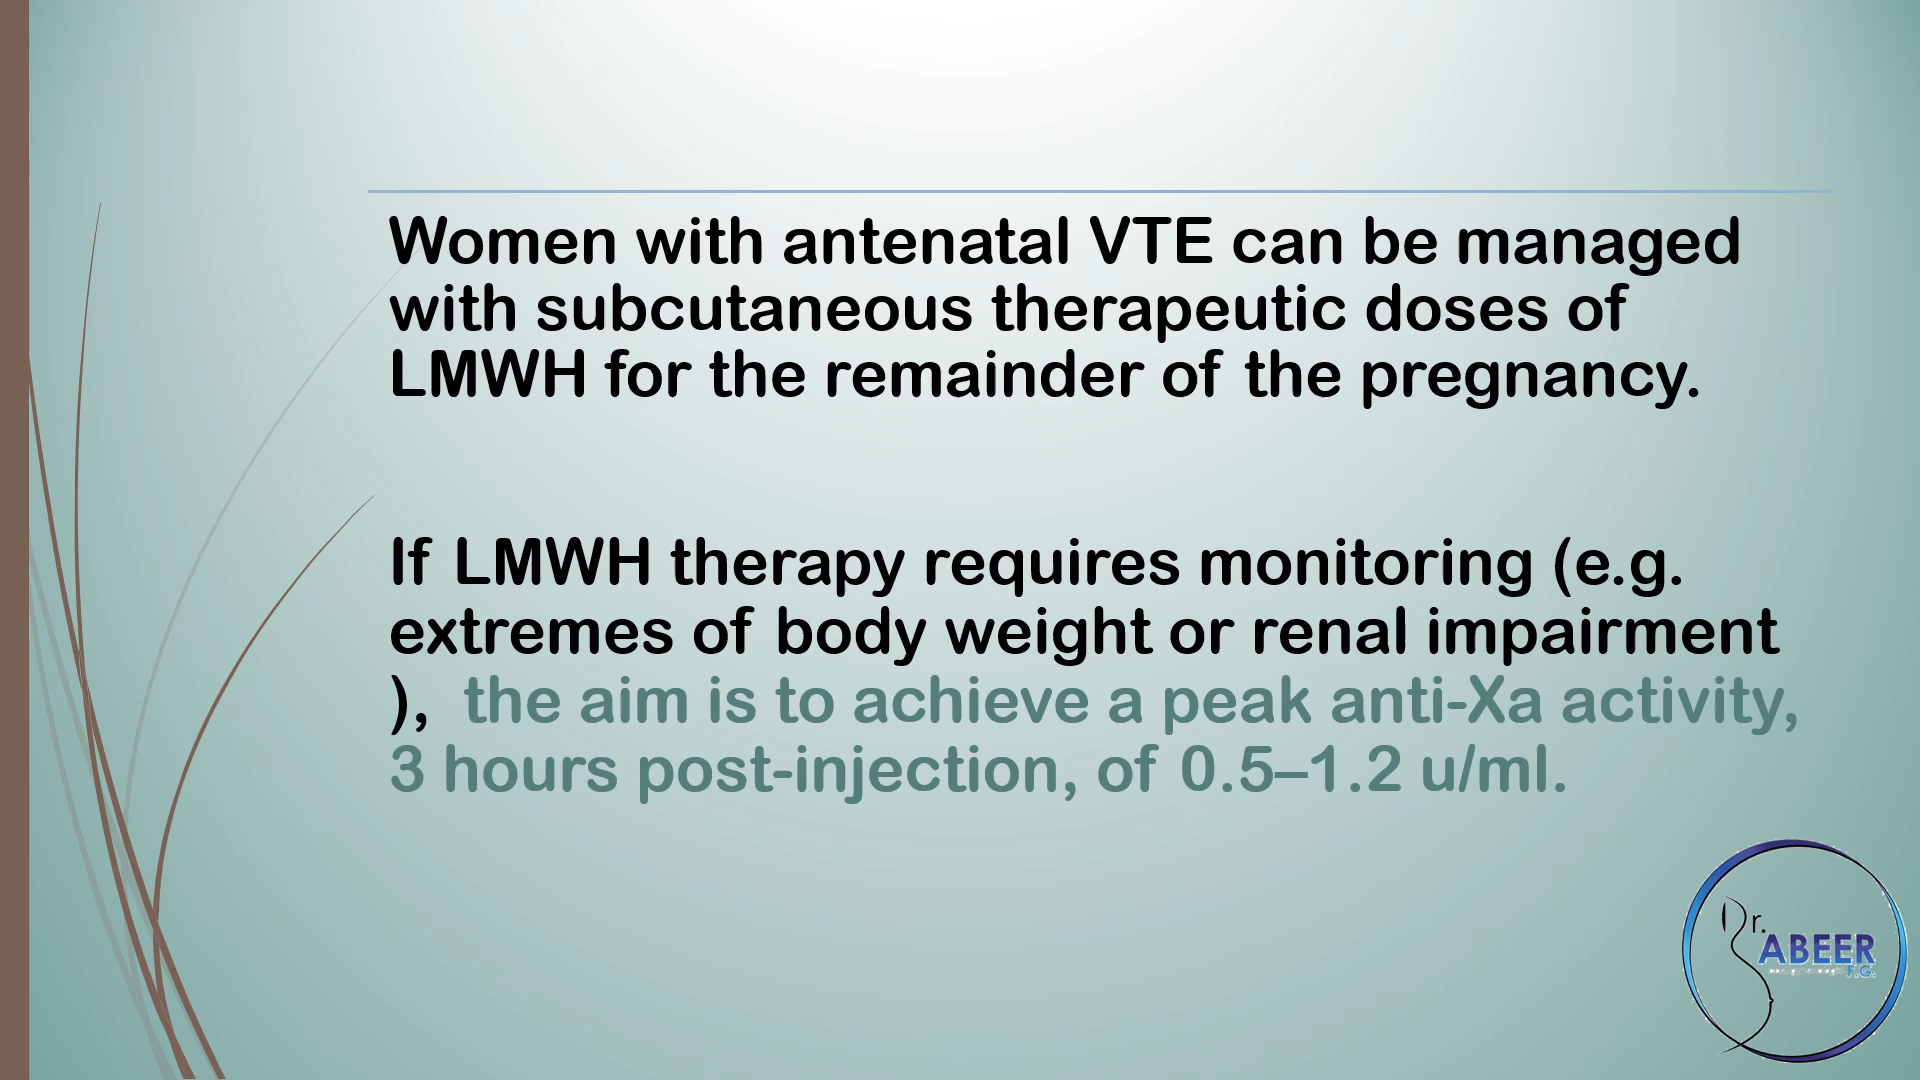 Women with antenatal VTE can be managed
with subcutaneous therapeutic doses of
LMWH for the remainder of the pregnancy.
If LMWH therapy requires monitoring (e.g.
extremes of body weight or renal impairment
), the aim is to achieve a peak anti-Xa activity,
3 hours post-injection, of 0.5–1.2 u/ml.
Dr.
ABEER
F.G.